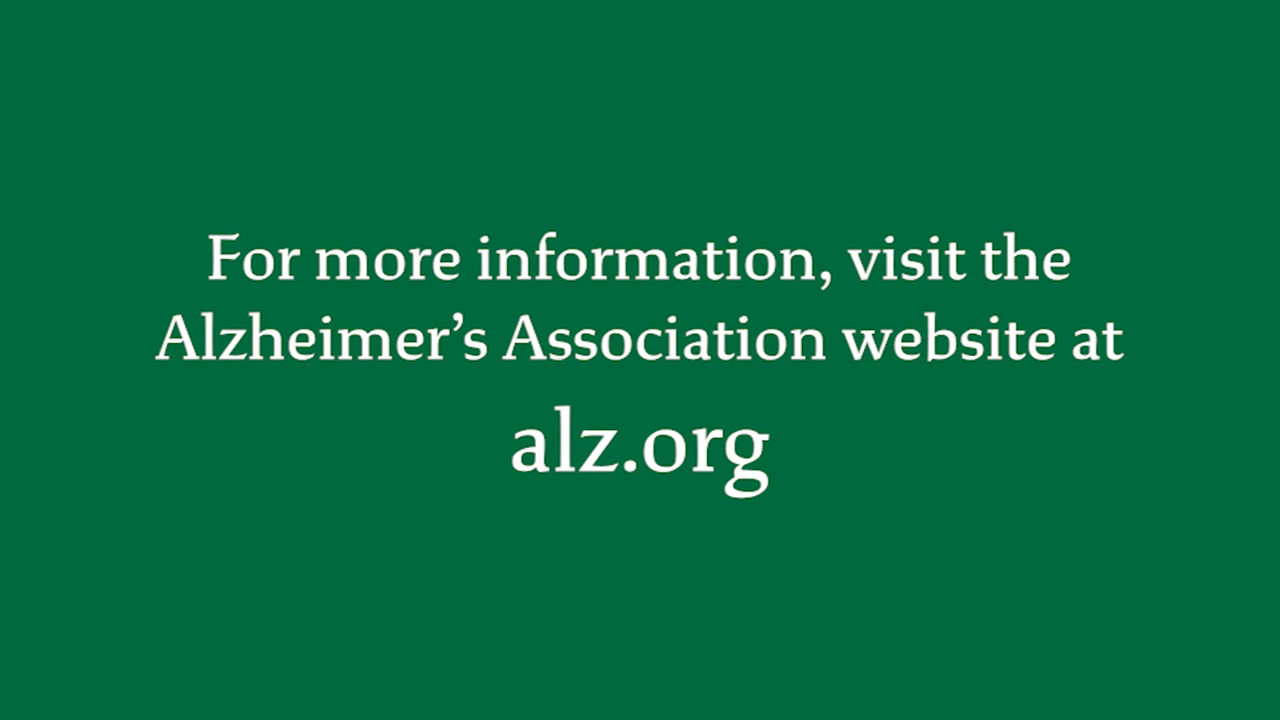 For more information, visit the
Alzheimer’s Association website at
alz.org